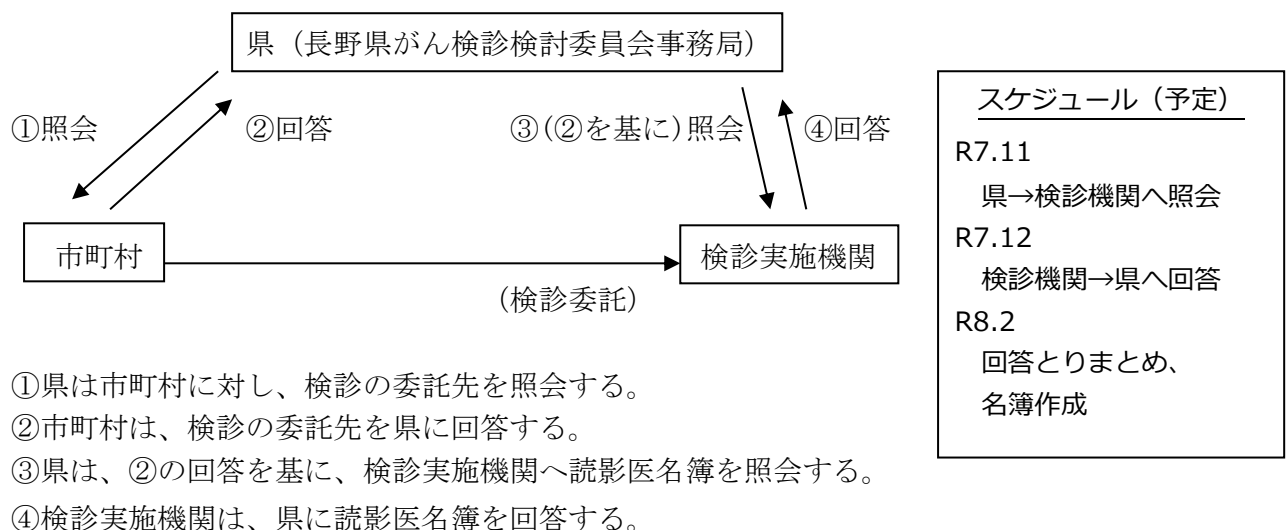 県（長野県がん検診検討委員会事務局）
①照会
②回答
③(②を基に)照会
④回答
市町村
検診実施機関
(検診委託)
スケジュール（予定）
R7.11
県→検診機関へ照会
R7.12
検診機関→県へ回答
R8.2
回答とりまとめ、
名簿作成
①県は市町村に対し、検診の委託先を照会する。
②市町村は、検診の委託先を県に回答する。
③県は、②の回答を基に、検診実施機関へ読影医名簿を照会する。
④検診実施機関は、県に読影医名簿を回答する。